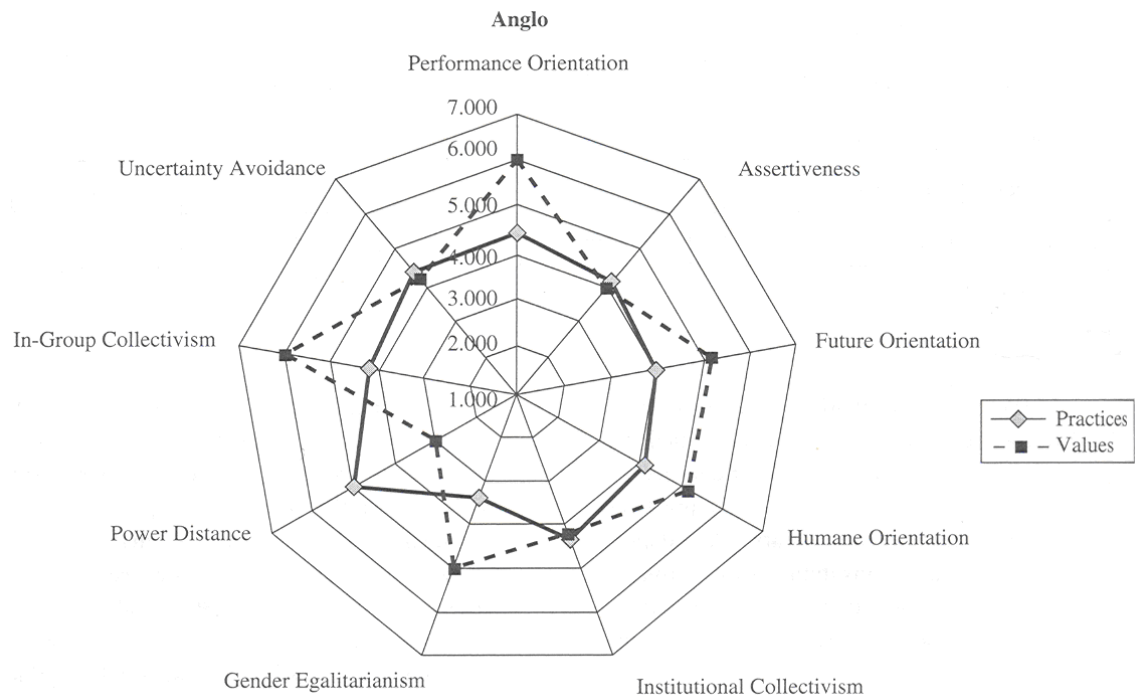 Anglo
Performance Orientation
7.000
6.000
Uncertainty Avoidance
Assertiveness
5.000
4.000
3.000
In-Group Collectivism
Future Orientation
2.000
1.000
Practices
Values
Power Distance
Humane Orientation
Gender Egalitarianism
Institutional Collectivism